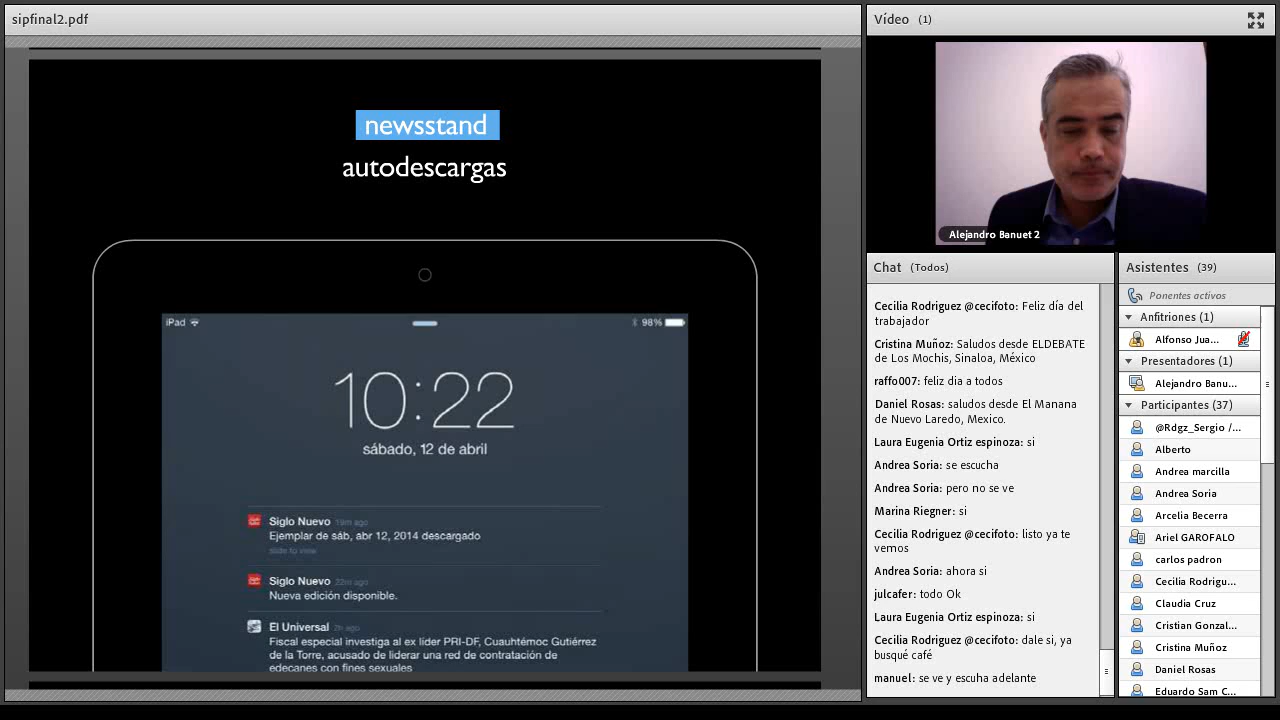 sipfinal2.pdf
newsstand
autodescargas
iPad
98%
10:22
sábado, 12 de abril
Siglo Nuevo 19m ago
Ejemplar de sáb, abr 12, 2014 descargado
slide to view
Siglo Nuevo 22m ago
Nueva edición disponible.
El Universal 2h ago
Fiscal especial investiga al ex líder PRI-DF, Cuauhtémoc Gutiérrez
de la Torre, acusado de liderar una red de contratación de
edecanes con fines sexuales
Vídeo (1)
Alejandro Banuet 2
Chat (Todos)
Cecilia Rodriguez @cecifoto: Feliz día del
trabajador
Cristina Muñoz: Saludos desde ELDEBATE
de Los Mochis, Sinaloa, México
raffo007: feliz dia a todos
Daniel Rosas: saludos desde El Manana
de Nuevo Laredo, Mexico.
Laura Eugenia Ortiz espinoza: si
Andrea Soria: se escucha
Andrea Soria: pero no se ve
Marina Riegner: si
Cecilia Rodriguez @cecifoto: listo ya te
vemos
Andrea Soria: ahora si
julcafer: todo Ok
Laura Eugenia Ortiz espinoza: si
Cecilia Rodriguez @cecifoto: dale si, ya
busqué café
manuel: se ve y escuha adelante
Asistentes (39)
Ponentes activos
Anfitriones (1)
Alfonso Jua...
Presentadores (1)
Alejandro Banu...
Participantes (37)
@Rdgz_Sergio /...
Alberto
Andrea marcilla
Andrea Soria
Arcelia Becerra
Ariel GAROFALO
carlos padron
Cecilia Rodrigu...
Claudia Cruz
Cristian Gonzal...
Cristina Muñoz
Daniel Rosas
Eduardo Sam C...